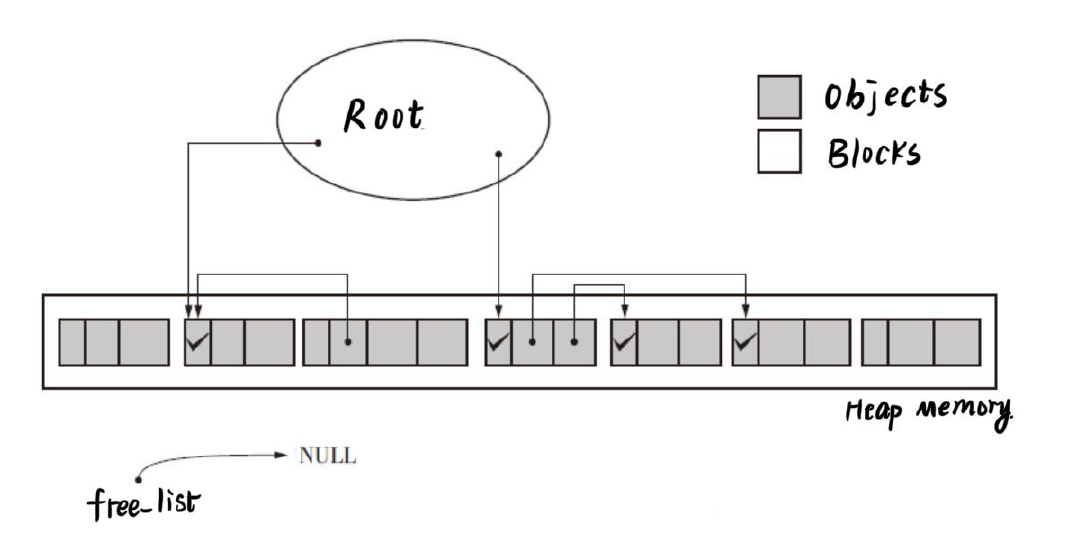 Root
Objects
Blocks
Heap memory.
NULL
free_list